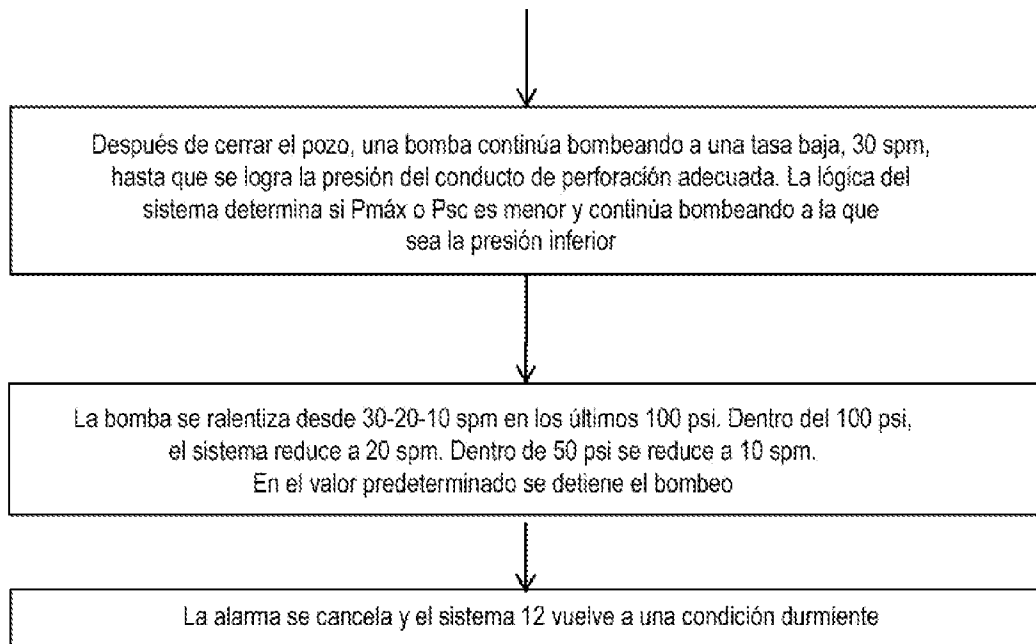 Después de cerrar el pozo, una bomba continúa bombeando a una tasa baja, 30 spm,
hasta que se logra la presión del conducto de perforación adecuada. La lógica del
sistema determina si Pmáx o Psc es menor y continúa bombeando a la que
sea la presión inferior
La bomba se ralentiza desde 30-20-10 spm en los últimos 100 psi. Dentro del 100 psi,
el sistema reduce a 20 spm. Dentro de 50 psi se reduce a 10 spm.
En el valor predeterminado se detiene el bombeo
La alarma se cancela y el sistema 12 vuelve a una condición durmiente